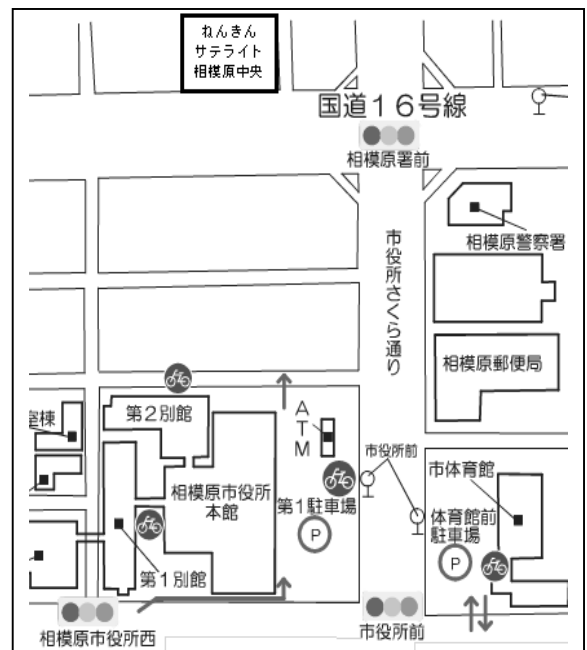 ねんきん
サテライト
相模原中央
国道16号線
相模原署前
相模原警察署
市役所さくら通り
相模原郵便局
第2別館
ATM
室棟
市役所前
市体育館
相模原市役所
本館
第1駐車場
P
体育館前
駐車場
P
第1別館
相模原市役所西
市役所前